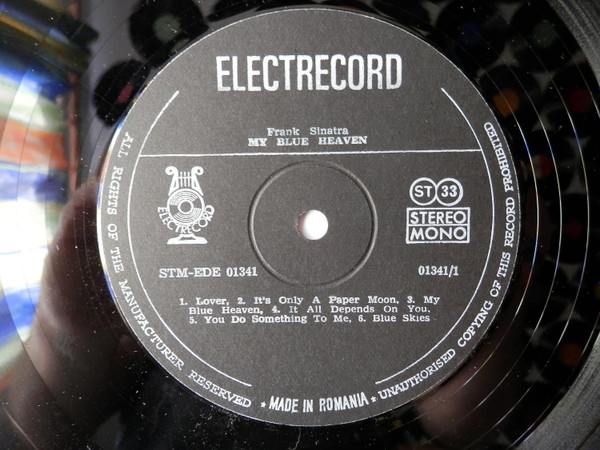 ELECTRECORD
Frank Sinatra
MY BLUE HEAVEN
ELECTRECORD
ST 33
STEREO
MONO
STM-EDE 01341
01341/1
1. Lover, 2. It's Only A Paper Moon, 3. My
Blue Heaven, 4. It All Depends On You,
5. You Do Something To Me, 6. Blue Skies
ALL RIGHTS OF THE MANUFACTURER RESERVED
★ MADE IN ROMANIA ★
UNAUTHORISED COPYING OF THIS RECORD PROHIBITED